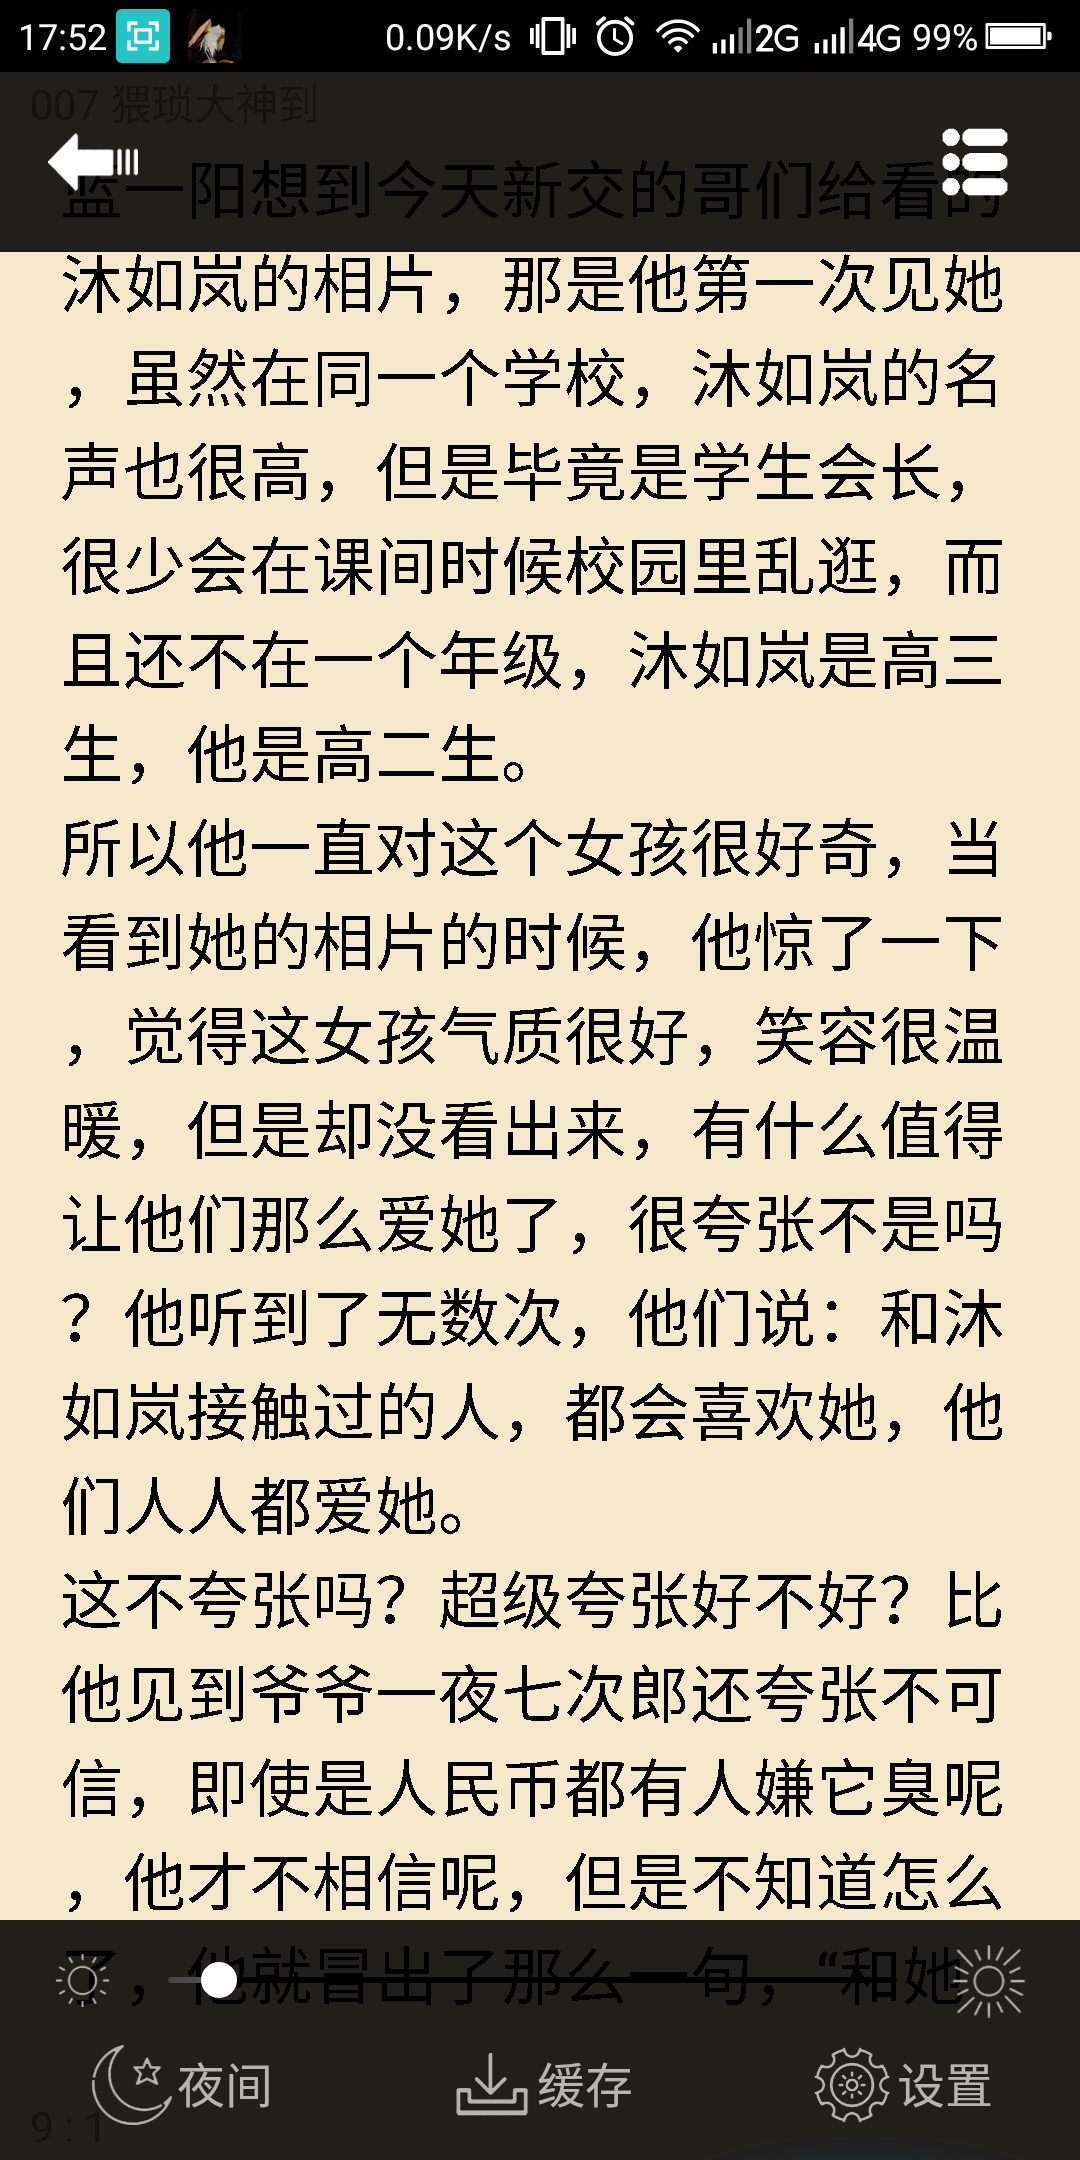 17:52 0.09K/s 2G 4G 99%
007 猥琐大神到
蓝一阳想到今天新交的哥们给看的
沐如岚的相片，那是他第一次见她
，虽然在同一个学校，沐如岚的名
声也很高，但是毕竟是学生会长，
很少会在课间时候校园里乱逛，而
且还不在一个年级，沐如岚是高三
生，他是高二生。
所以他一直对这个女孩很好奇，当
看到她的相片的时候，他惊了一下
，觉得这女孩气质很好，笑容很温
暖，但是却没看出来，有什么值得
让他们那么爱她了，很夸张不是吗
？他听到了无数次，他们说：和沐
如岚接触过的人，都会喜欢她，他
们人人都爱她。
这不夸张吗？超级夸张好不好？比
他见到爷爷一夜七次郎还夸张不可
信，即使是人民币都有人嫌它臭呢
，他才不相信呢，但是不知道怎么
了，他就冒出了那么一句，“和她
夜间 缓存 设置
9 : 1